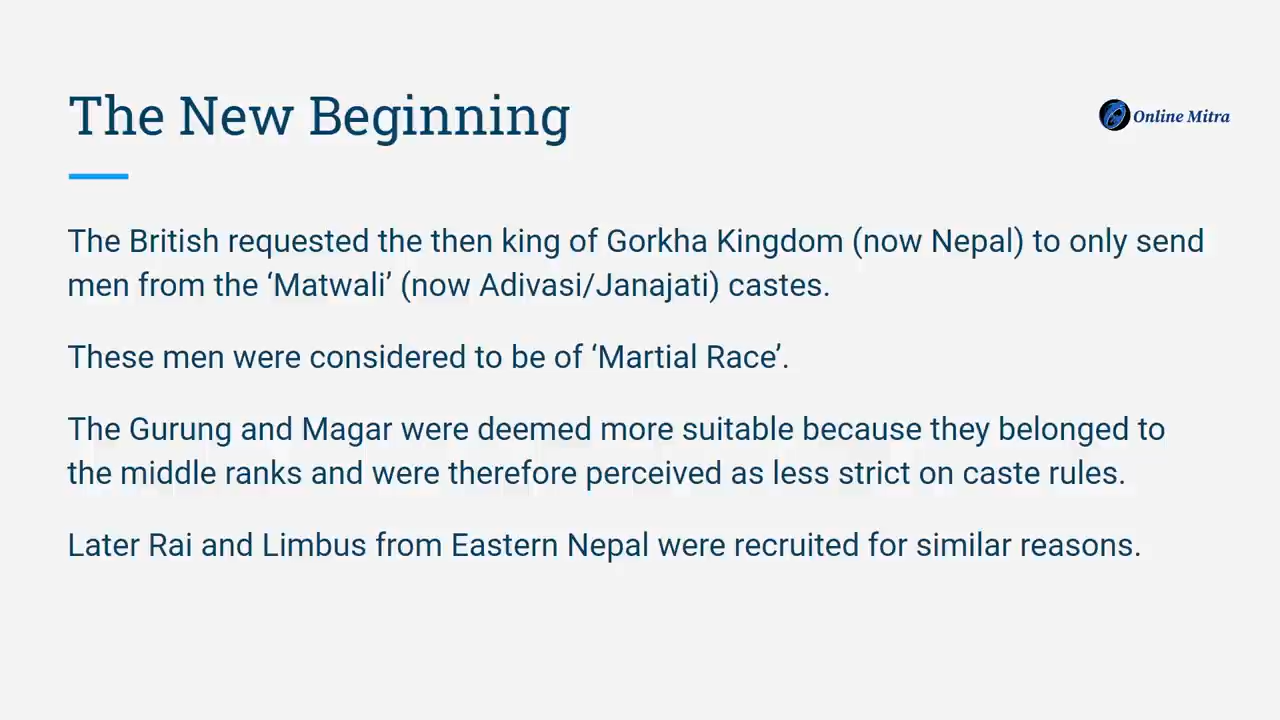 The New Beginning
Online Mitra
The British requested the then king of Gorkha Kingdom (now Nepal) to only send
men from the ‘Matwali’ (now Adivasi/Janajati) castes.
These men were considered to be of ‘Martial Race’.
The Gurung and Magar were deemed more suitable because they belonged to
the middle ranks and were therefore perceived as less strict on caste rules.
Later Rai and Limbus from Eastern Nepal were recruited for similar reasons.